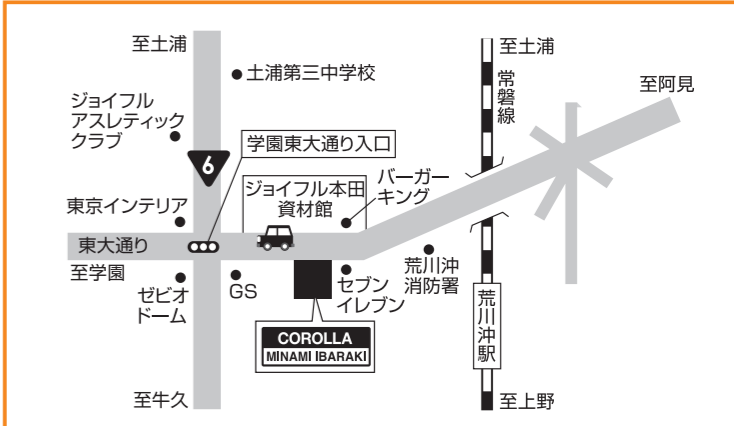 至土浦
土浦第三中学校
ジョイフル
アスレティック
クラブ
6
学園東大通り入口
至土浦
常磐線
至阿見
東京インテリア
ジョイフル本田
資材館
バーガー
キング
東大通り
至学園
ゼビオ
ドーム
GS
セブン
イレブン
荒川沖
消防署
荒川沖駅
COROLLA
MINAMI IBARAKI
至牛久
至上野